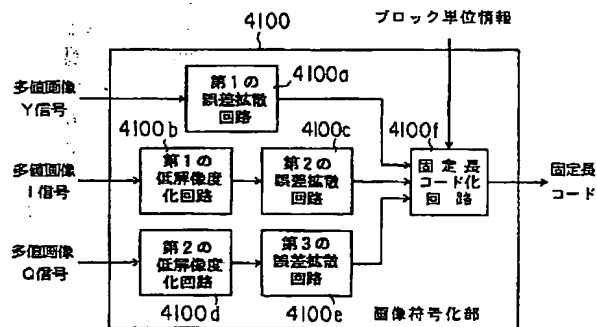 4100
ブロック単位情報
多値画像
Y信号
第1の
誤差拡散
回路
4100a
4100b
第1の
低解像度
化回路
4100c
第2の
誤差拡散
回路
4100f
固定長
コード化
回路
固定長
コード
多値画像
I信号
多値画像
Q信号
第2の
低解像度
化回路
4100d
第3の
誤差拡散
回路
4100e
画像符号化部